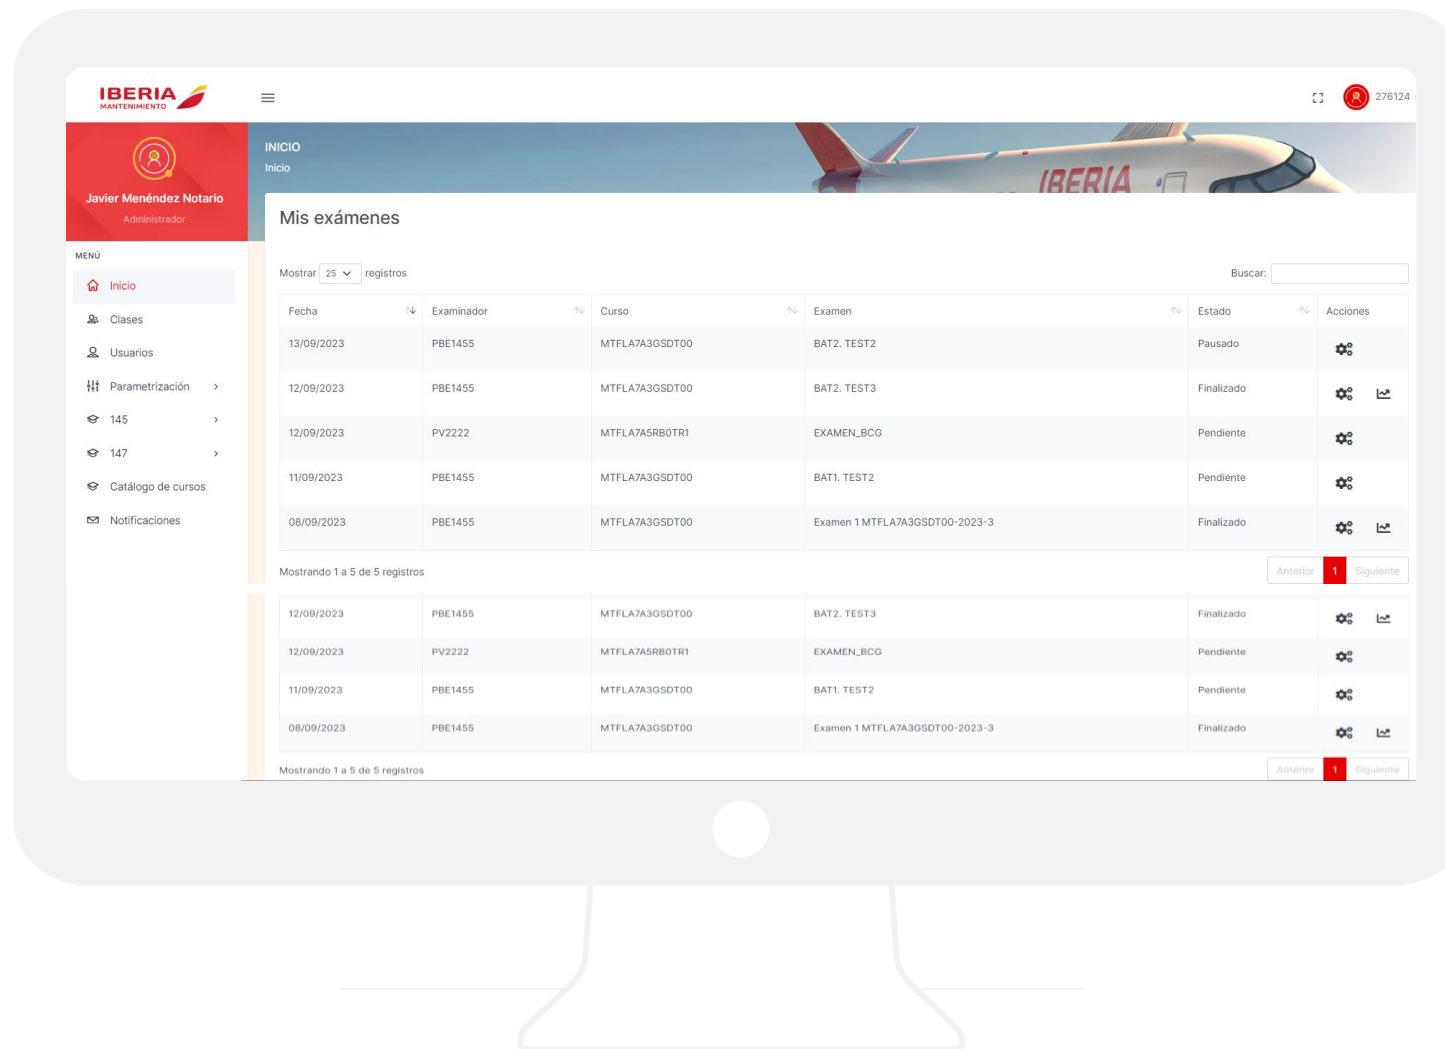 IBERIA
MANTENIMIENTO
276124
Javier Menéndez Notario
Administrador
MENÚ
Inicio
Clases
Usuarios
Parametrización
145
147
Catálogo de cursos
Notificaciones
INICIO
Inicio
IBERIA
Mis exámenes
Mostrar 25 registros Buscar:
Fecha Examinador Curso Examen Estado Acciones
13/09/2023 PBE1455 MTFLA7A3GSDT00 BAT2. TEST2 Pausado
12/09/2023 PBE1455 MTFLA7A3GSDT00 BAT2. TEST3 Finalizado
12/09/2023 PV2222 MTFLA7A5RB0TR1 EXAMEN_BCG Pendiente
11/09/2023 PBE1455 MTFLA7A3GSDT00 BAT1. TEST2 Pendiente
08/09/2023 PBE1455 MTFLA7A3GSDT00 Examen 1 MTFLA7A3GSDT00-2023-3 Finalizado
Mostrando 1 a 5 de 5 registros Anterior 1 Siguiente
12/09/2023 PBE1455 MTFLA7A3GSDT00 BAT2. TEST3 Finalizado
12/09/2023 PV2222 MTFLA7A5RB0TR1 EXAMEN_BCG Pendiente
11/09/2023 PBE1455 MTFLA7A3GSDT00 BAT1. TEST2 Pendiente
08/09/2023 PBE1455 MTFLA7A3GSDT00 Examen 1 MTFLA7A3GSDT00-2023-3 Finalizado
Mostrando 1 a 5 de 5 registros Anterior 1 Siguiente